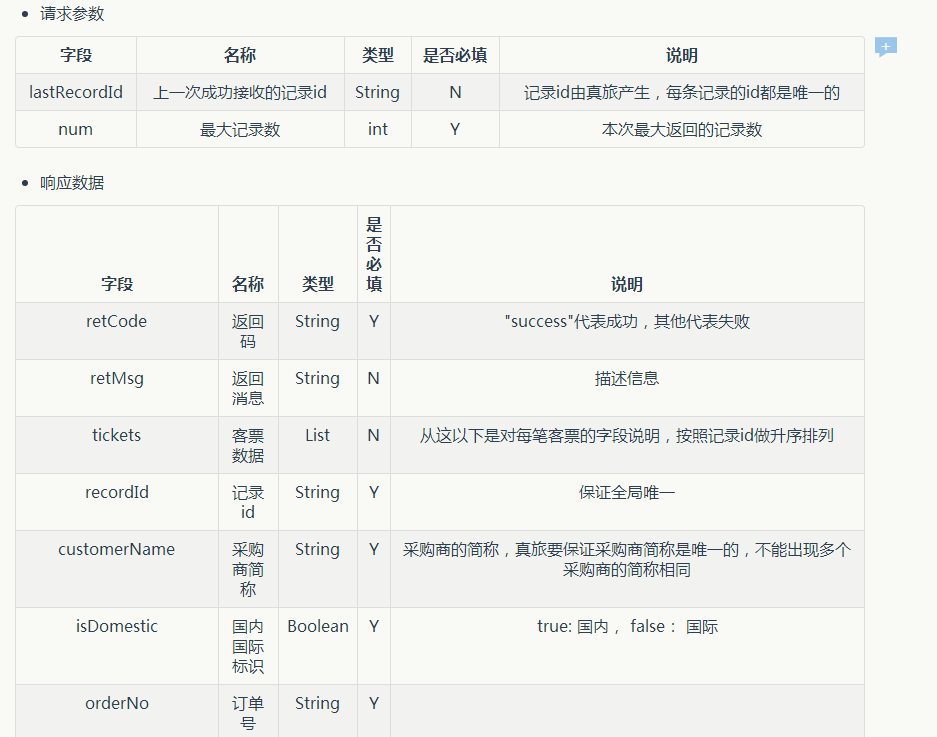 请求参数
字段 名称 类型 是否必填 说明
lastRecordId 上一次成功接收的记录id String N 记录id由真旅产生，每条记录的id都是唯一的
num 最大记录数 int Y 本次最大返回的记录数
响应数据
字段 名称 类型 是否必填 说明
retCode 返回码 String Y "success"代表成功，其他代表失败
retMsg 返回消息 String N 描述信息
tickets 客票数据 List N 从这以下是对每笔客票的字段说明，按照记录id做升序排列
recordId 记录id String Y 保证全局唯一
customerName 采购商简称 String Y 采购商的简称，真旅要保证采购商简称是唯一的，不能出现多个
采购商的简称相同
isDomestic 国内国际标识 Boolean Y true: 国内， false： 国际
orderNo 订单号 String Y